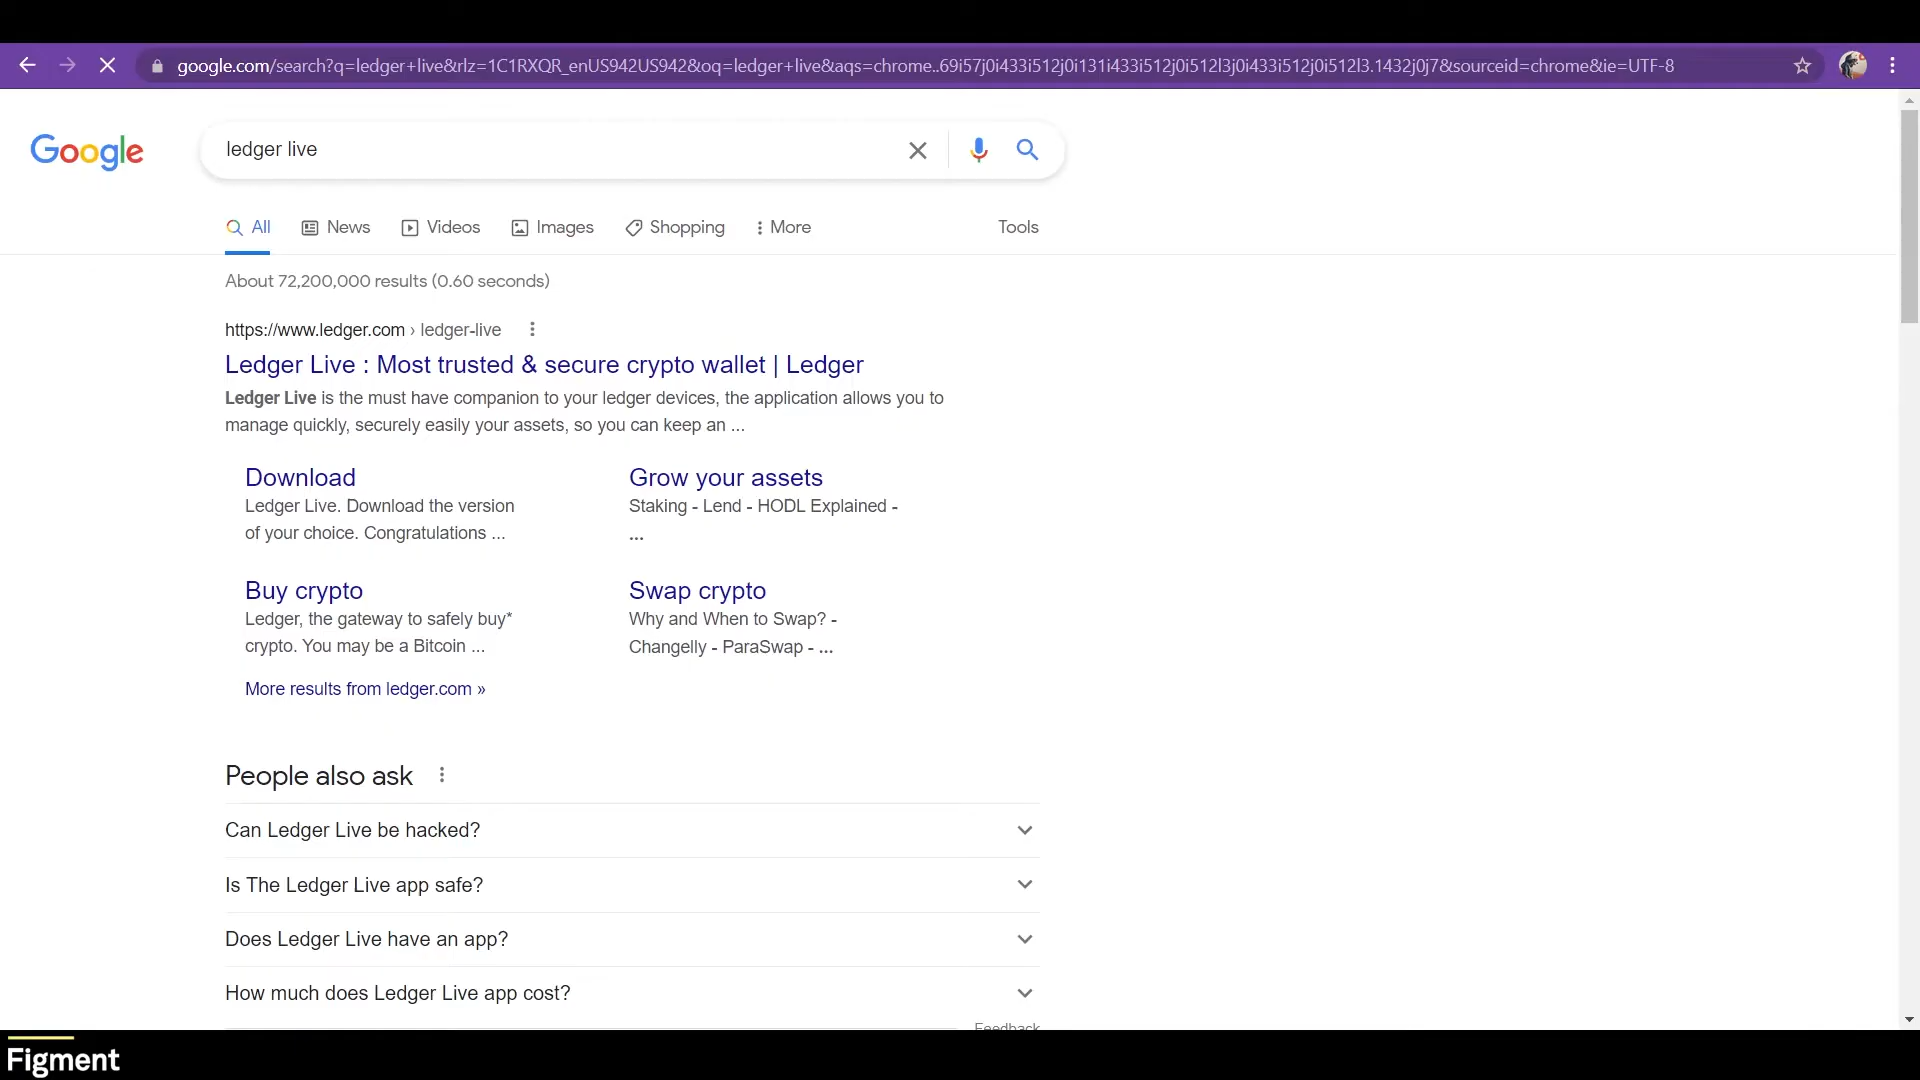 google.com/search?q=ledger+live&rlz=1C1RXQR_enUS942US942&oq=ledger+live&aqs=chrome..69i57j0i433i512j0i131i433i512j0i512l3j0i433i512j0i512l3.1432j0j7&sourceid=chrome&ie=UTF-8
Google
ledger live
All News Videos Images Shopping More Tools
About 72,200,000 results (0.60 seconds)
https://www.ledger.com › ledger-live
Ledger Live : Most trusted & secure crypto wallet | Ledger
Ledger Live is the must have companion to your ledger devices, the application allows you to
manage quickly, securely easily your assets, so you can keep an ...
Download
Ledger Live. Download the version
of your choice. Congratulations ...
Grow your assets
Staking - Lend - HODL Explained -
...
Buy crypto
Ledger, the gateway to safely buy*
crypto. You may be a Bitcoin ...
Swap crypto
Why and When to Swap? -
Changelly - ParaSwap - ...
More results from ledger.com »
People also ask
Can Ledger Live be hacked?
Is The Ledger Live app safe?
Does Ledger Live have an app?
How much does Ledger Live app cost?
Feedback
Figment